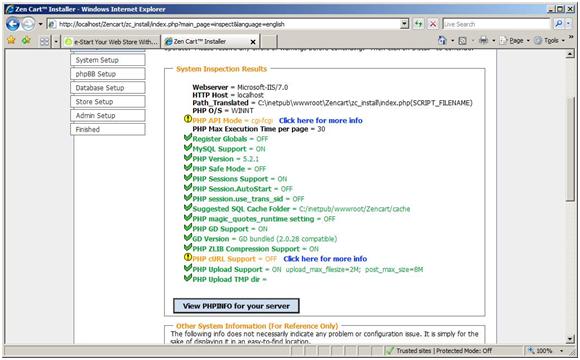 Zen Cart™ Installer - Windows Internet Explorer
http://localhost/Zencart/zc_install/index.php?main_page=inspect&language=english
Live Search
e-Start Your Web Store With...
Zen Cart™ Installer
Page
Tools
System Setup
phpBB Setup
Database Setup
Store Setup
Admin Setup
Finished
System Inspection Results
Webserver = Microsoft-IIS/7.0
HTTP Host = localhost
Path_Translated = C:\inetpub\wwwroot\Zencart\zc_install\index.php(SCRIPT_FILENAME)
PHP O/S = WINNT
PHP API Mode = cgi-fcgi Click here for more info
PHP Max Execution Time per page = 30
Register Globals = OFF
MySQL Support = ON
PHP Version = 5.2.1
PHP Safe Mode = OFF
PHP Sessions Support = ON
PHP Session.AutoStart = OFF
PHP session.use_trans_sid = OFF
Suggested SQL Cache Folder = C:/inetpub/wwwroot/Zencart/cache
PHP magic_quotes_runtime setting = OFF
PHP GD Support = ON
GD Version = GD bundled (2.0.28 compatible)
PHP ZLIB Compression Support = ON
PHP cURL Support = OFF Click here for more info
PHP Upload Support = ON upload_max_filesize=2M; post_max_size=8M
PHP Upload TMP dir =
View PHPINFO for your server
Other System Information (For Reference Only)
The following info does not necessarily indicate any problem or configuration issue. It is simply for the
sake of displaying it in an easy-to-find location.
Trusted sites | Protected Mode: Off
100%